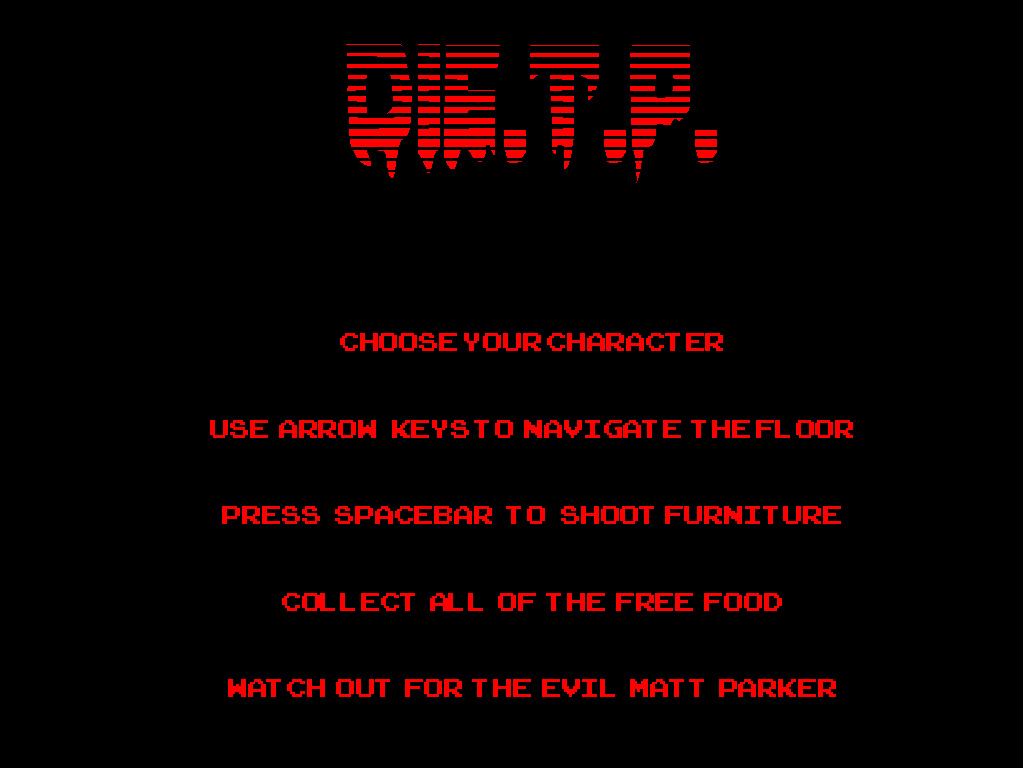 DIE.T.P.
CHOOSE YOUR CHARACTER
USE ARROW KEYS TO NAVIGATE THE FLOOR
PRESS SPACEBAR TO SHOOT FURNITURE
COLLECT ALL OF THE FREE FOOD
WATCH OUT FOR THE EVIL MATT PARKER